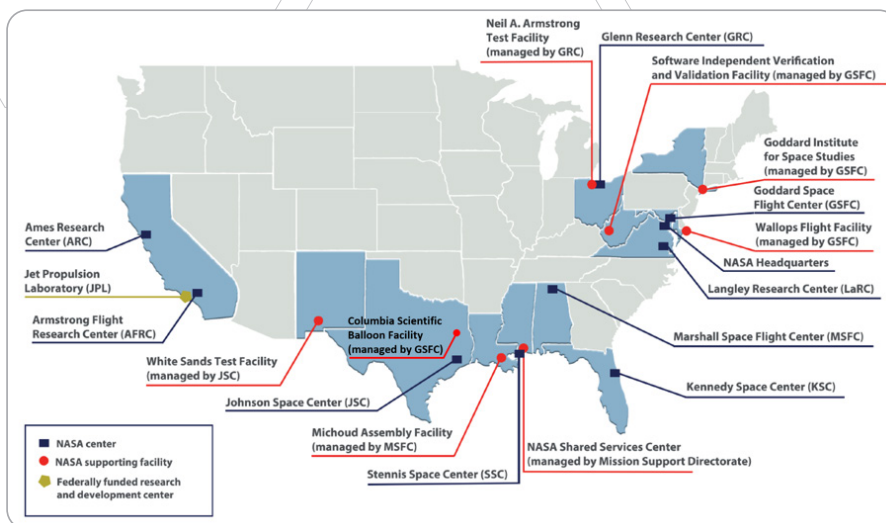 Neil A. Armstrong
Test Facility
(managed by GRC)
Glenn Research Center (GRC)
Software Independent Verification
and Validation Facility (managed by GSFC)
Goddard Institute
for Space Studies
(managed by GSFC)
Goddard Space
Flight Center (GSFC)
Wallops Flight Facility
(managed by GSFC)
NASA Headquarters
Langley Research Center (LaRC)
Marshall Space Flight Center (MSFC)
Kennedy Space Center (KSC)
Ames Research
Center (ARC)
Jet Propulsion
Laboratory (JPL)
Armstrong Flight
Research Center (AFRC)
Columbia Scientific
Balloon Facility
(managed by GSFC)
White Sands Test Facility
(managed by JSC)
Johnson Space Center (JSC)
Michoud Assembly Facility
(managed by MSFC)
Stennis Space Center (SSC)
NASA Shared Services Center
(managed by Mission Support Directorate)
NASA center
NASA supporting facility
Federally funded research
and development center